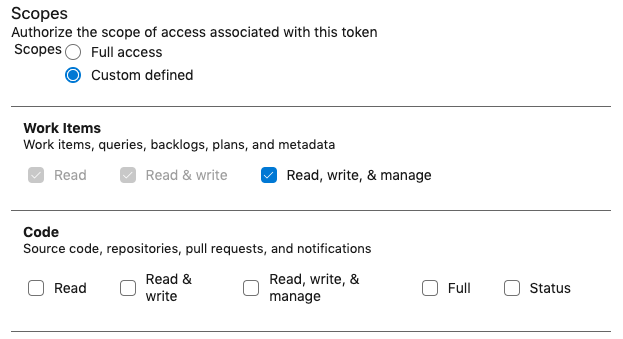 Scopes
Authorize the scope of access associated with this token
Scopes Full access
Custom defined
Work Items
Work items, queries, backlogs, plans, and metadata
Read Read & write Read, write, & manage
Code
Source code, repositories, pull requests, and notifications
Read Read & write Read, write, & manage Full Status